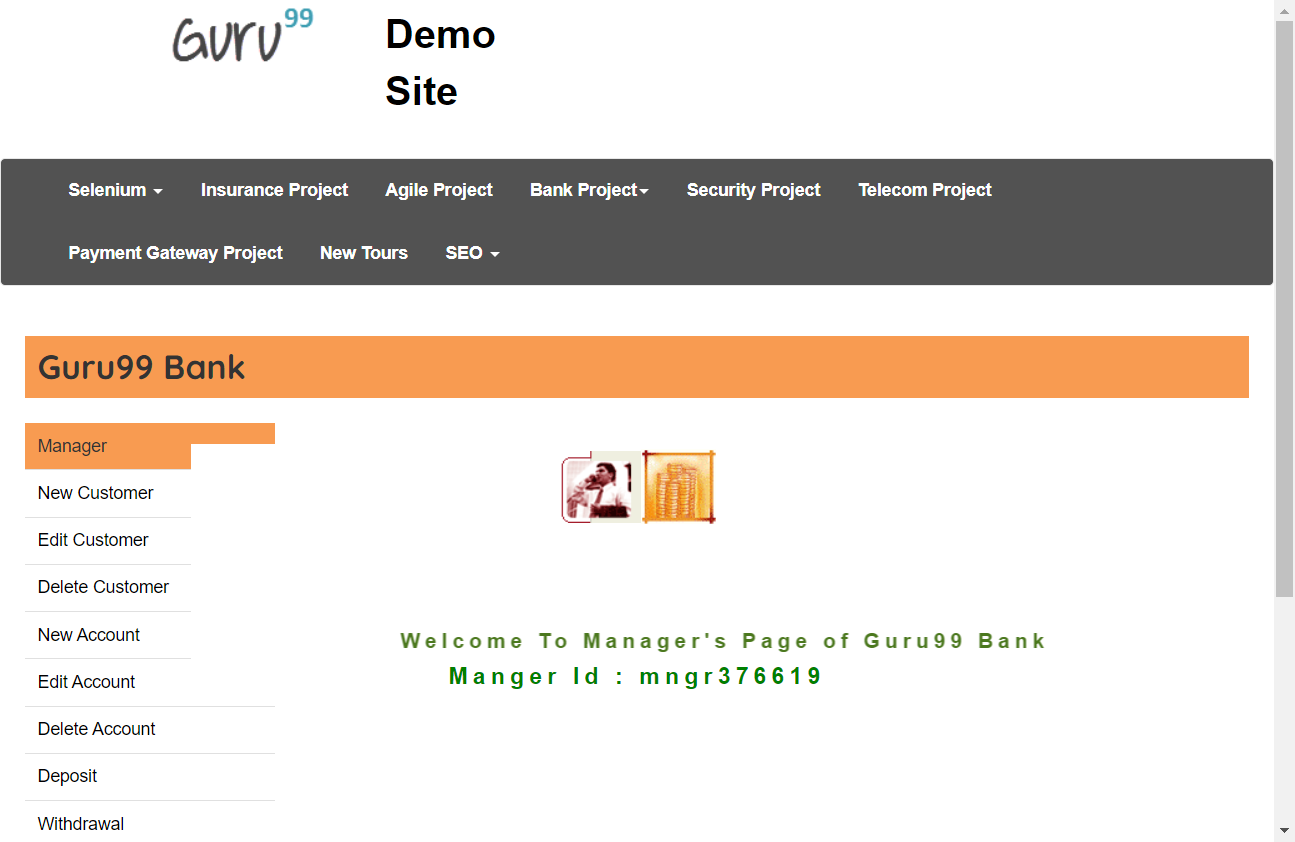 Guru99
Demo
Site
Selenium Insurance Project Agile Project Bank Project Security Project Telecom Project
Payment Gateway Project New Tours SEO
Guru99 Bank
Manager
New Customer
Edit Customer
Delete Customer
New Account
Edit Account
Delete Account
Deposit
Withdrawal
Welcome To Manager's Page of Guru99 Bank
Manger Id : mngr376619